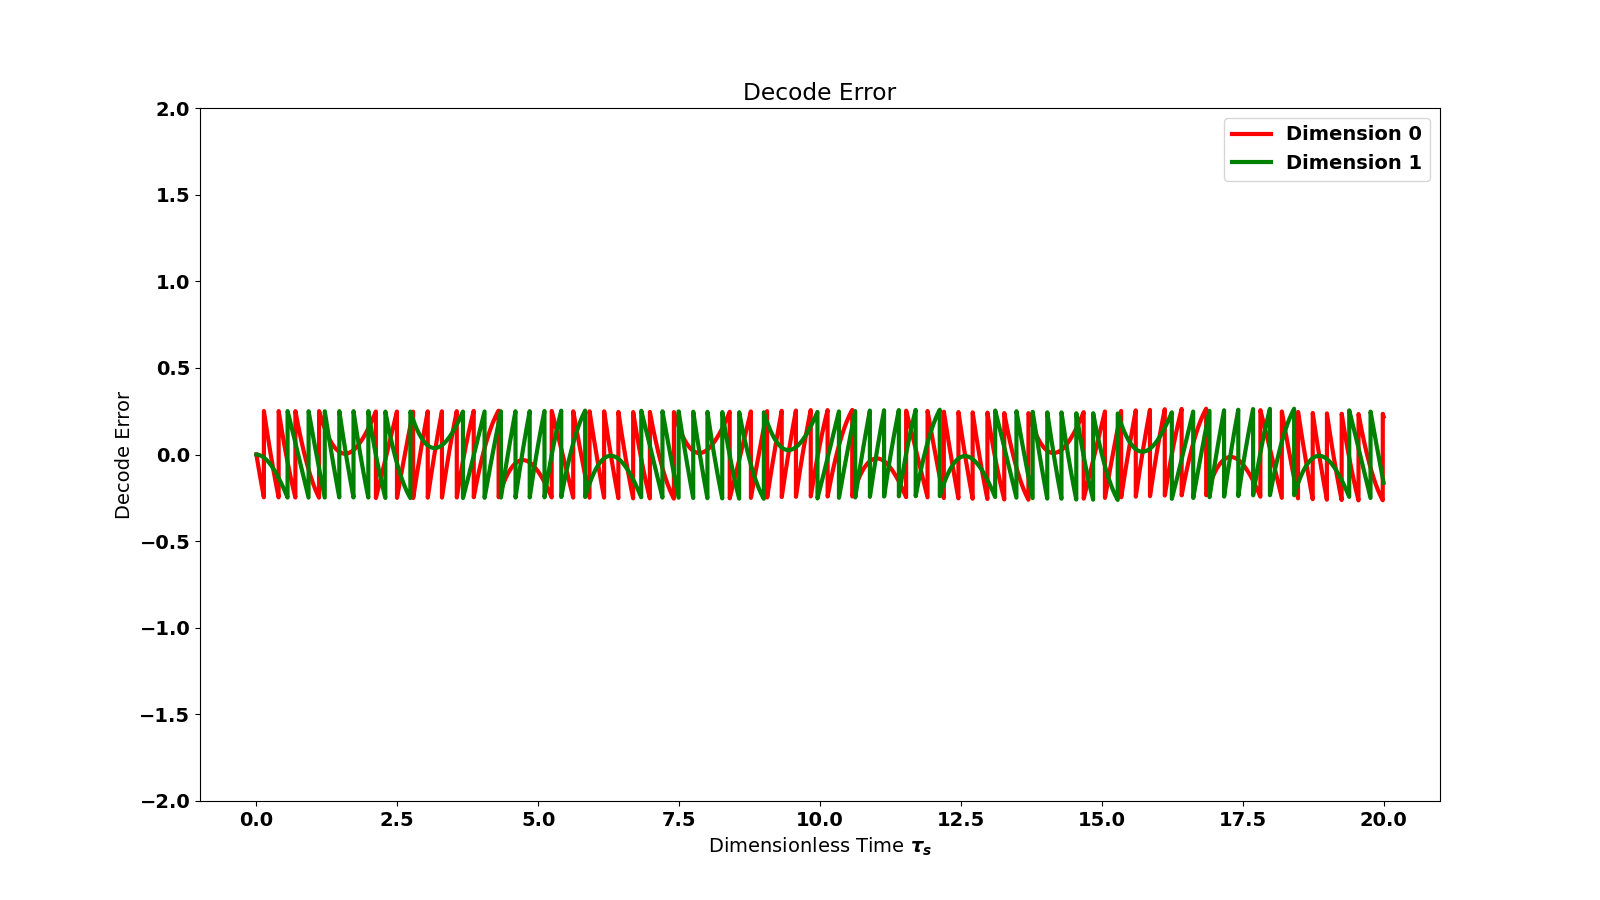 Decode Error
Dimension 0
Dimension 1
2.0
1.5
1.0
0.5
0.0
−0.5
−1.0
−1.5
−2.0
Decode Error
0.0 2.5 5.0 7.5 10.0 12.5 15.0 17.5 20.0
Dimensionless Time τₛ